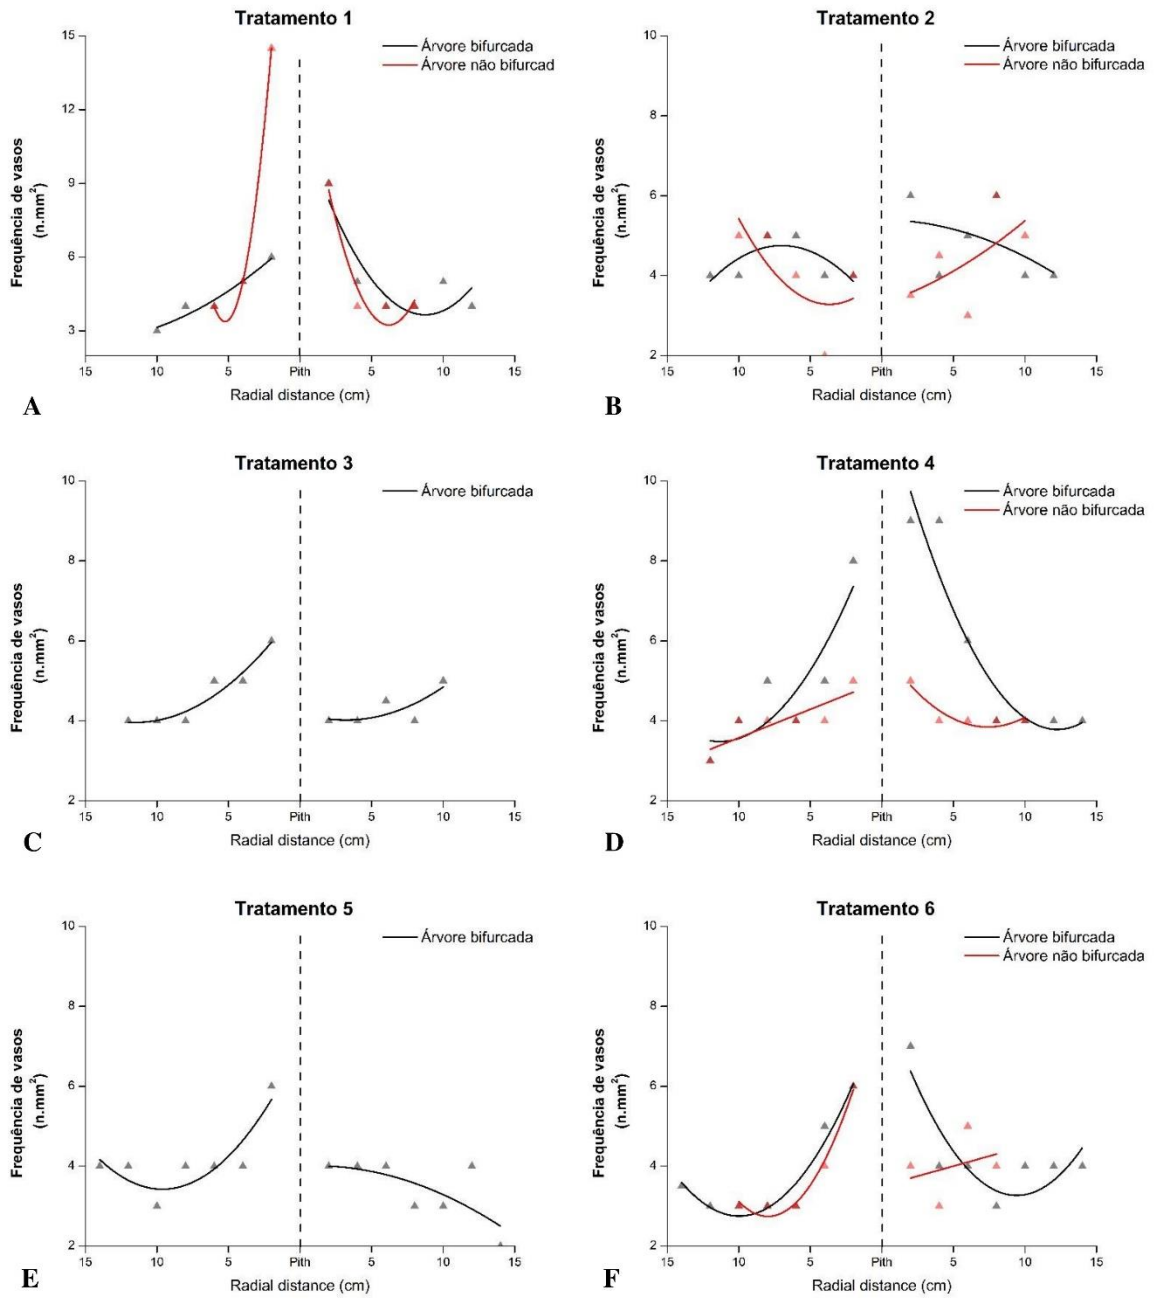 Tratamento 1
Árvore bifurcada
Árvore não bifurcad
Frequência de vasos
(n.mm²)
15
12
9
6
3
15 10 5 Pith 5 10 15
Radial distance (cm)
A
Tratamento 2
Árvore bifurcada
Árvore não bifurcada
Frequência de vasos
(n.mm²)
10
8
6
4
2
15 10 5 Pith 5 10 15
Radial distance (cm)
B
Tratamento 3
Árvore bifurcada
Frequência de vasos
(n.mm²)
10
8
6
4
2
15 10 5 Pith 5 10 15
Radial distance (cm)
C
Tratamento 4
Árvore bifurcada
Árvore não bifurcada
Frequência de vasos
(n.mm²)
10
8
6
4
2
15 10 5 Pith 5 10 15
Radial distance (cm)
D
Tratamento 5
Árvore bifurcada
Frequência de vasos
(n.mm²)
10
8
6
4
2
15 10 5 Pith 5 10 15
Radial distance (cm)
E
Tratamento 6
Árvore bifurcada
Árvore não bifurcada
Frequência de vasos
(n.mm²)
10
8
6
4
2
15 10 5 Pith 5 10 15
Radial distance (cm)
F